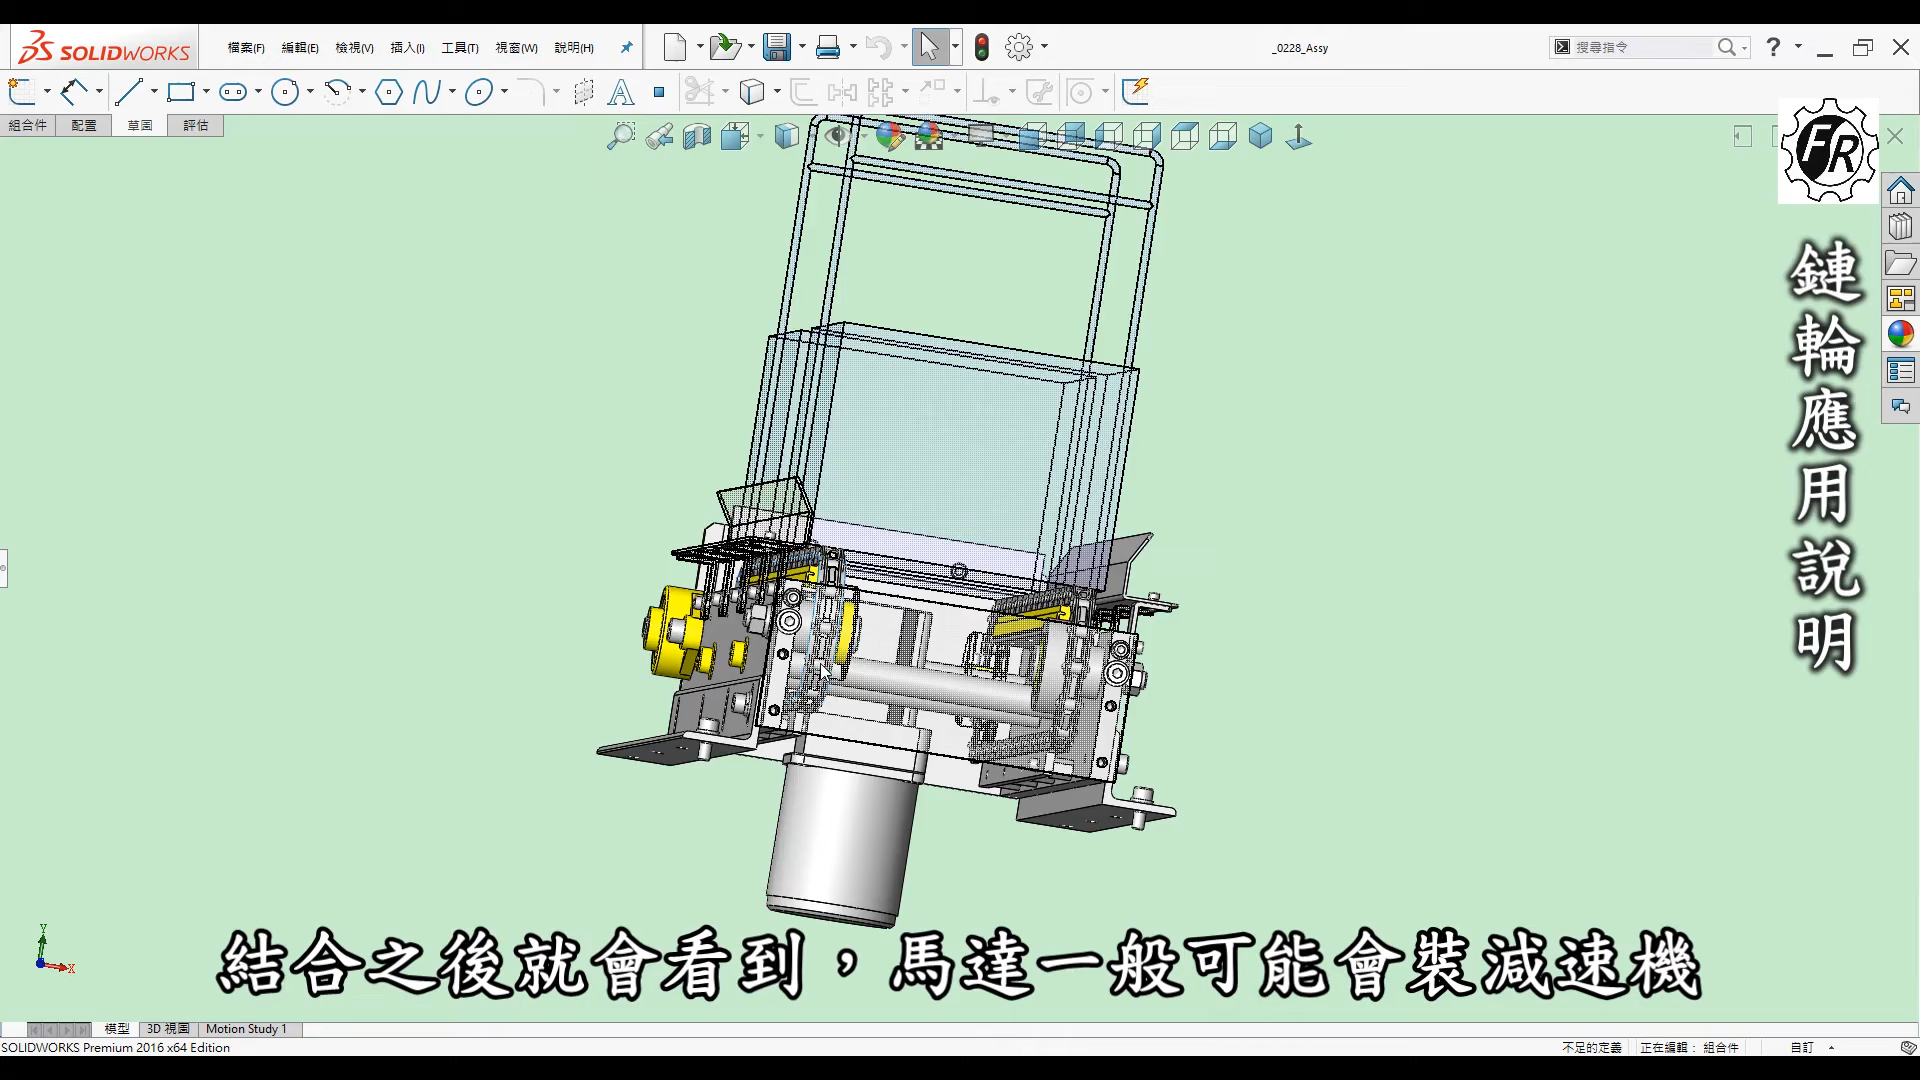 SOLIDWORKS
檔案(F) 編輯(E) 檢視(V) 插入(I) 工具(T) 視窗(W) 說明(H)
_0228_Assy
搜尋指令
組合件 配置 草圖 評估
FR
鏈輪應用說明
結合之後就會看到，馬達一般可能會裝減速機
Y
X
模型 3D 視圖 Motion Study 1
SOLIDWORKS Premium 2016 x64 Edition
不足的定義 正在編輯： 組合件 自訂